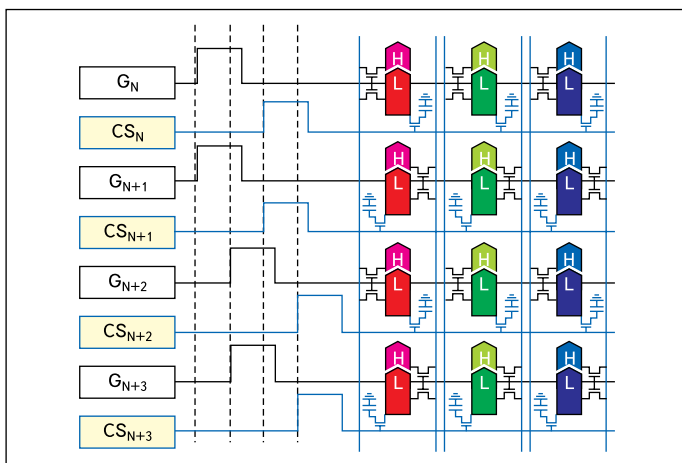 G_N
H H H
L L L
CS_N
G_N+1
H H H
L L L
CS_N+1
G_N+2
H H H
L L L
CS_N+2
G_N+3
H H H
L L L
CS_N+3